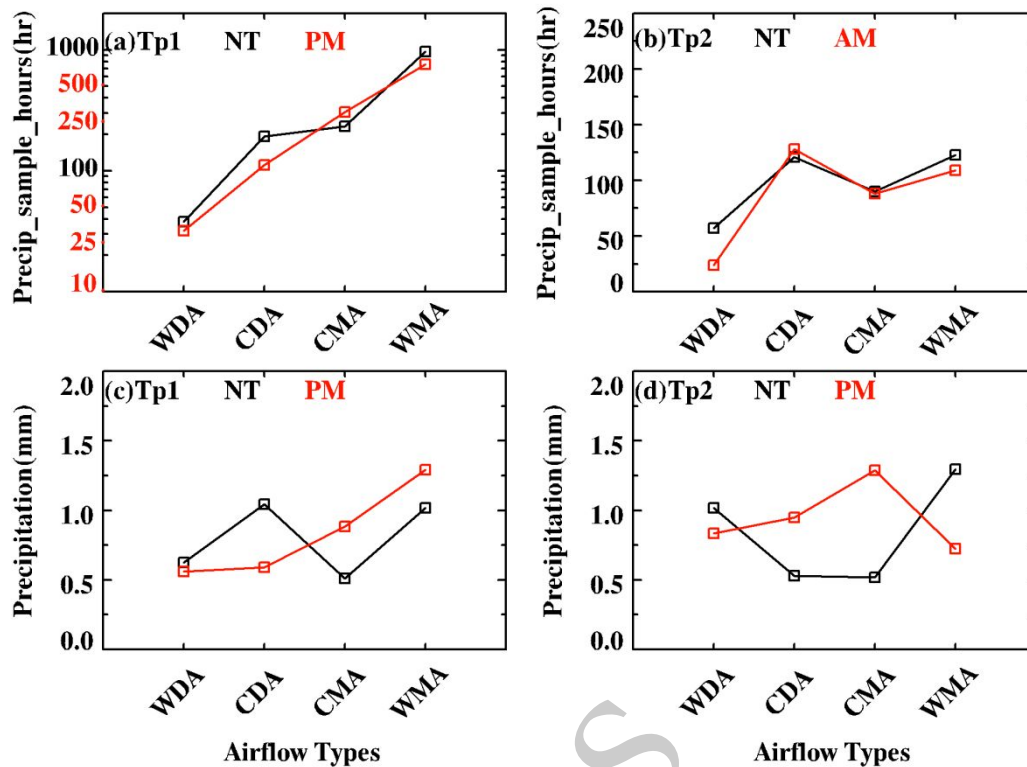 Precip_sample_hours(hr)
1000
500
250
100
50
25
10
(a)Tp1 NT PM
WDA CDA CMA WMA
Precip_sample_hours(hr)
250
200
150
100
50
0
(b)Tp2 NT AM
WDA CDA CMA WMA
Precipitation(mm)
2.0
1.5
1.0
0.5
0.0
(c)Tp1 NT PM
WDA CDA CMA WMA
Airflow Types
Precipitation(mm)
2.0
1.5
1.0
0.5
0.0
(d)Tp2 NT PM
WDA CDA CMA WMA
Airflow Types
S